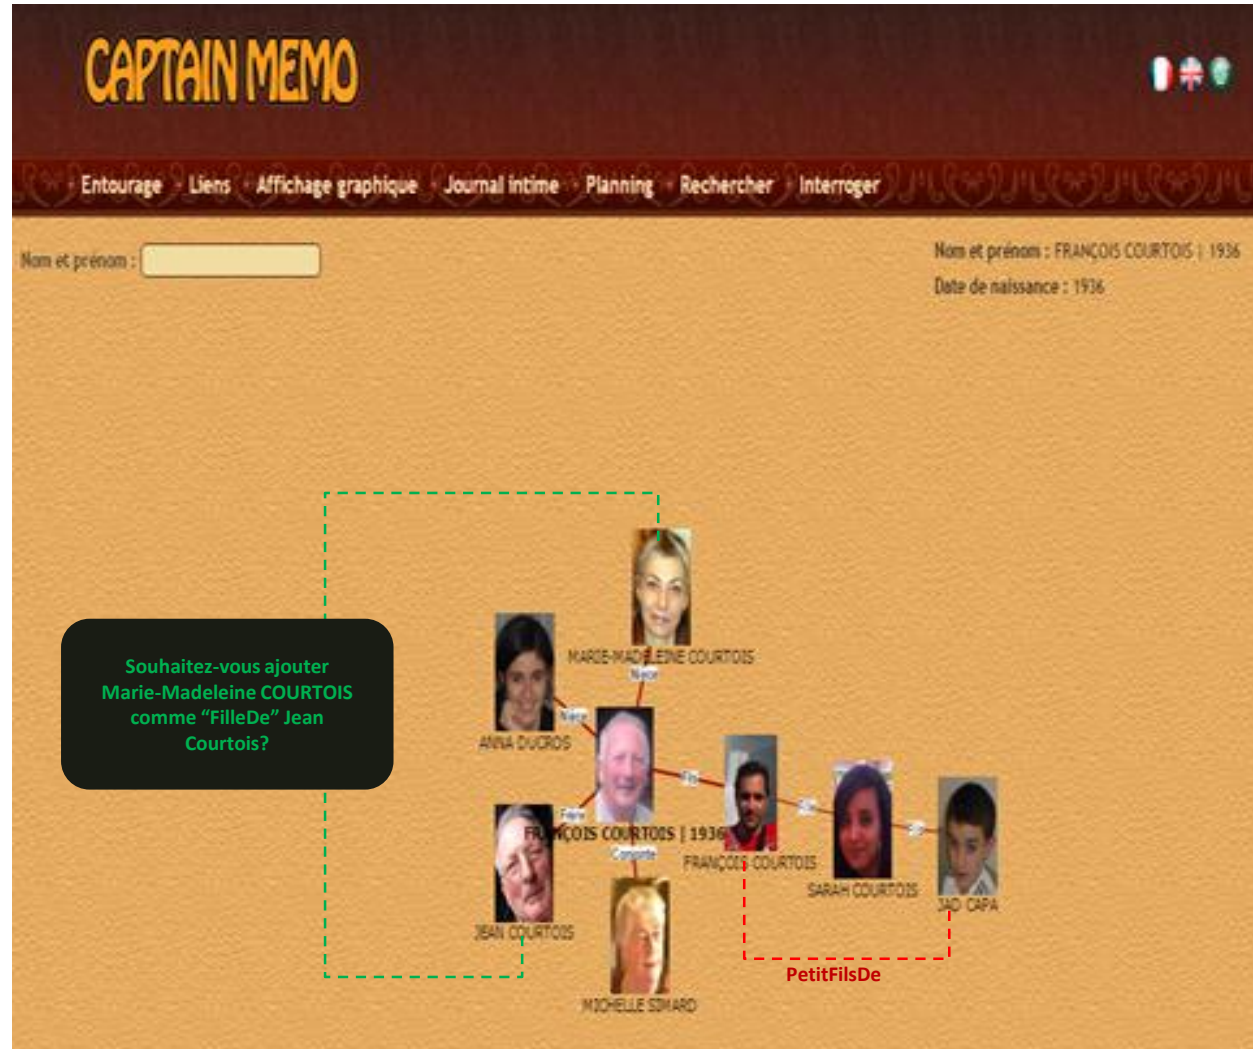 CAPTAIN MEMO
Entourage Liens Affichage graphique Journal intime Planning Rechercher Interroger
Nom et prénom :
Nom et prénom : FRANÇOIS COURTOIS | 1936
Date de naissance : 1936
MARIE-MADELEINE COURTOIS
Niece
Souhaitez-vous ajouter
Marie-Madeleine COURTOIS
comme “FilleDe” Jean
Courtois?
Niece
ANNA DUCROS
Fils
Frère
FRANÇOIS COURTOIS | 1936
Conjointe
FRANÇOIS COURTOIS
SARAH COURTOIS
JAD CAPA
JEAN COURTOIS
PetitFilsDe
MICHELLE SIMARD